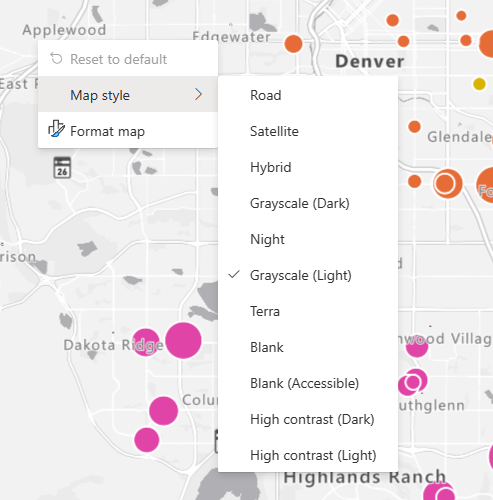 Applewood
Edgewater
Denver
East
Reset to default
Map style
Format map
26
Road
Satellite
Hybrid
Grayscale (Dark)
Night
Grayscale (Light)
Terra
Blank
Blank (Accessible)
High contrast (Dark)
High contrast (Light)
Glendale
Fo
rrison
d
Dakota Ridge
nwood Villag
Colu
uthglenn
Highlands Ranch